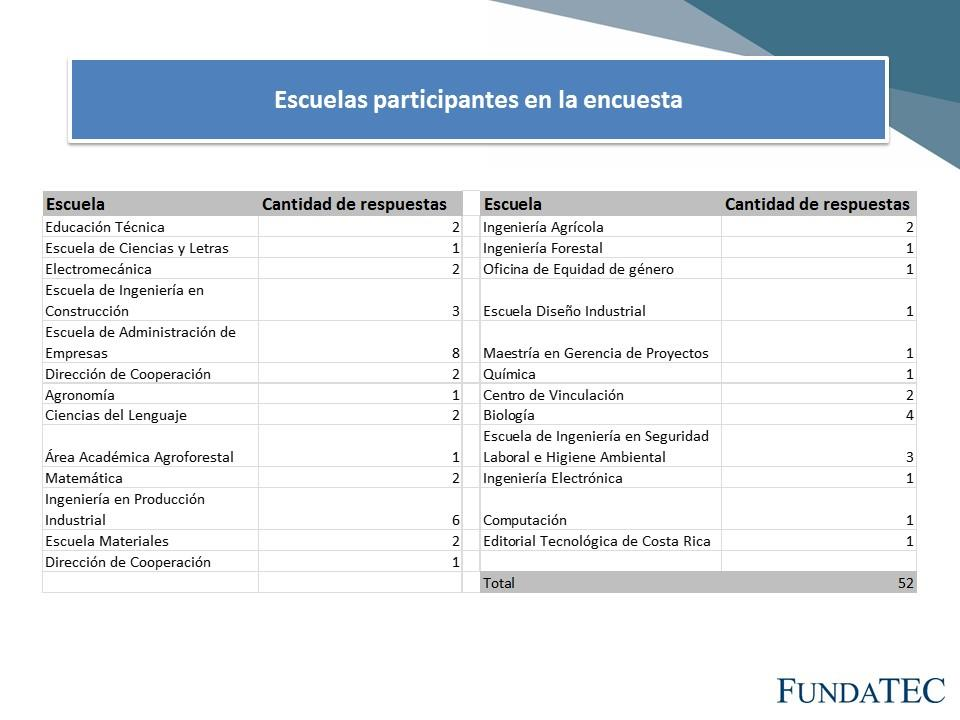 Escuelas participantes en la encuesta
Escuela Cantidad de respuestas Escuela Cantidad de respuestas
Educación Técnica 2 Ingeniería Agrícola 2
Escuela de Ciencias y Letras 1 Ingeniería Forestal 1
Electromecánica 2 Oficina de Equidad de género 1
Escuela de Ingeniería en
Construcción 3 Escuela Diseño Industrial 1
Escuela de Administración de
Empresas 8 Maestría en Gerencia de Proyectos 1
Dirección de Cooperación 2 Química 1
Agronomía 1 Centro de Vinculación 2
Ciencias del Lenguaje 2 Biología 4
Escuela de Ingeniería en Seguridad
Área Académica Agroforestal 1 Laboral e Higiene Ambiental 3
Matemática 2 Ingeniería Electrónica 1
Ingeniería en Producción
Industrial 6 Computación 1
Escuela Materiales 2 Editorial Tecnológica de Costa Rica 1
Dirección de Cooperación 1
Total 52
FUNDATEC